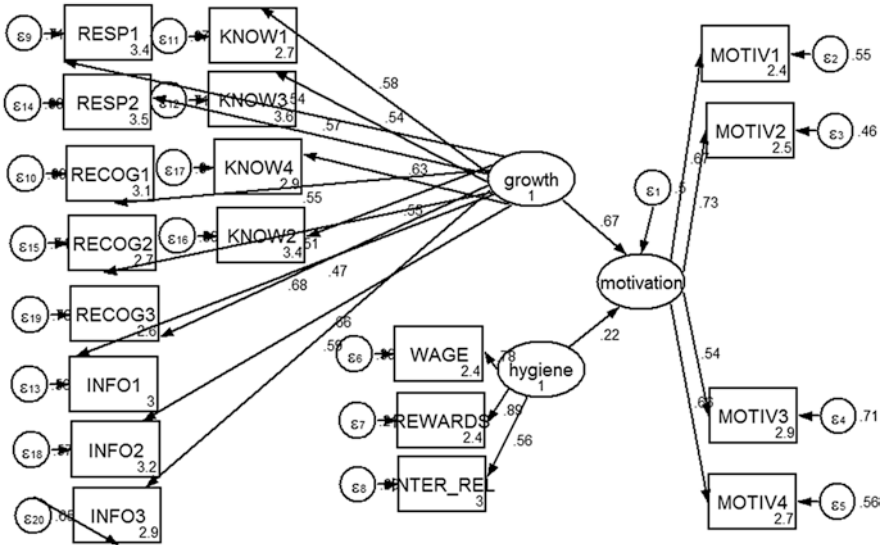 ε9 RESP1 3.4
ε11 KNOW1 2.7
ε14 RESP2 3.5
ε12 KNOW3 3.6
ε10 RECOG1 3.1
ε17 KNOW4 2.9
ε15 RECOG2 2.7
ε16 KNOW2 3.4
ε19 RECOG3 2.6
ε13 INFO1 3
ε18 INFO2 3.2
ε20 INFO3 2.9
.58
.54
.54
.57
.63
.55
.55
.51
.47
.68
.66
.59
growth 1
.67
ε1
motivation
.22
hygiene 1
.78
.89
.56
ε6 WAGE 2.4
ε7 REWARDS 2.4
ε8 INTER_REL 3
.67
.73
.54
MOTIV1 2.4 ε2 .55
MOTIV2 2.5 ε3 .46
MOTIV3 2.9 ε4 .71
MOTIV4 2.7 ε5 .56